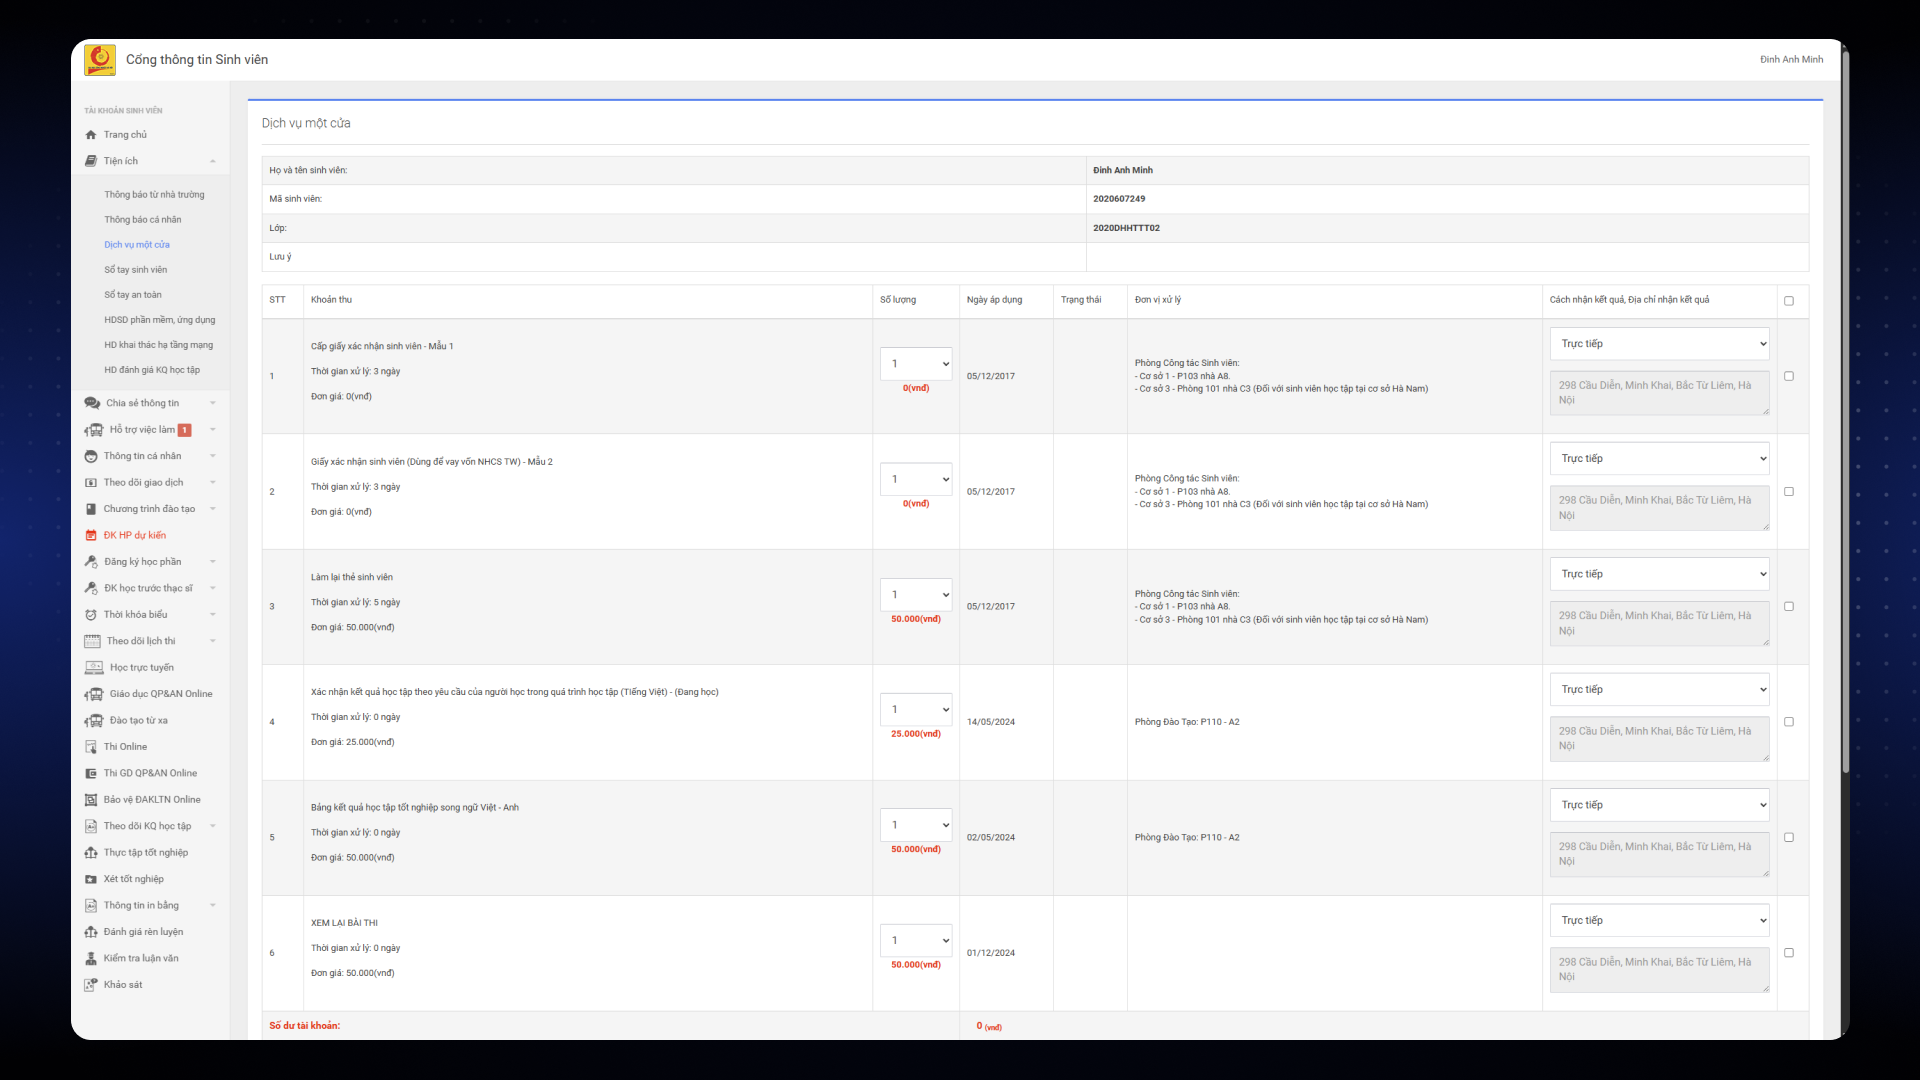 Cổng thông tin Sinh viên
Đinh Anh Minh
TÀI KHOẢN SINH VIÊN
Trang chủ
Tiện ích
Thông báo từ nhà trường
Thông báo cá nhân
Dịch vụ một cửa
Sổ tay sinh viên
Sổ tay an toàn
HDSD phần mềm, ứng dụng
HD khai thác hạ tầng mạng
HD đánh giá KQ học tập
Chia sẻ thông tin
Hỗ trợ việc làm 1
Thông tin cá nhân
Theo dõi giao dịch
Chương trình đào tạo
ĐK HP dự kiến
Đăng ký học phần
ĐK học trước thạc sĩ
Thời khóa biểu
Theo dõi lịch thi
Học trực tuyến
Giáo dục QP&AN Online
Đào tạo từ xa
Thi Online
Thi GD QP&AN Online
Bảo vệ ĐAKLTN Online
Theo dõi KQ học tập
Thực tập tốt nghiệp
Xét tốt nghiệp
Thông tin in bằng
Đánh giá rèn luyện
Kiểm tra luận văn
Khảo sát
Dịch vụ một cửa
Họ và tên sinh viên: Đinh Anh Minh
Mã sinh viên: 2020607249
Lớp: 2020DHHTTT02
Lưu ý
STT Khoản thu Số lượng Ngày áp dụng Trạng thái Đơn vị xử lý Cách nhận kết quả, Địa chỉ nhận kết quả
1
Cấp giấy xác nhận sinh viên - Mẫu 1
Thời gian xử lý: 3 ngày
Đơn giá: 0(vnđ)
1
0(vnđ)
05/12/2017
Phòng Công tác Sinh viên:
- Cơ sở 1 - P103 nhà A8.
- Cơ sở 3 - Phòng 101 nhà C3 (Đối với sinh viên học tập tại cơ sở Hà Nam)
Trực tiếp
298 Cầu Diễn, Minh Khai, Bắc Từ Liêm, Hà
Nội
2
Giấy xác nhận sinh viên (Dùng để vay vốn NHCS TW) - Mẫu 2
Thời gian xử lý: 3 ngày
Đơn giá: 0(vnđ)
1
0(vnđ)
05/12/2017
Phòng Công tác Sinh viên:
- Cơ sở 1 - P103 nhà A8.
- Cơ sở 3 - Phòng 101 nhà C3 (Đối với sinh viên học tập tại cơ sở Hà Nam)
Trực tiếp
298 Cầu Diễn, Minh Khai, Bắc Từ Liêm, Hà
Nội
3
Làm lại thẻ sinh viên
Thời gian xử lý: 5 ngày
Đơn giá: 50.000(vnđ)
1
50.000(vnđ)
05/12/2017
Phòng Công tác Sinh viên:
- Cơ sở 1 - P103 nhà A8.
- Cơ sở 3 - Phòng 101 nhà C3 (Đối với sinh viên học tập tại cơ sở Hà Nam)
Trực tiếp
298 Cầu Diễn, Minh Khai, Bắc Từ Liêm, Hà
Nội
4
Xác nhận kết quả học tập theo yêu cầu của người học trong quá trình học tập (Tiếng Việt) - (Đang học)
Thời gian xử lý: 0 ngày
Đơn giá: 25.000(vnđ)
1
25.000(vnđ)
14/05/2024
Phòng Đào Tạo: P110 - A2
Trực tiếp
298 Cầu Diễn, Minh Khai, Bắc Từ Liêm, Hà
Nội
5
Bảng kết quả học tập tốt nghiệp song ngữ Việt - Anh
Thời gian xử lý: 0 ngày
Đơn giá: 50.000(vnđ)
1
50.000(vnđ)
02/05/2024
Phòng Đào Tạo: P110 - A2
Trực tiếp
298 Cầu Diễn, Minh Khai, Bắc Từ Liêm, Hà
Nội
6
XEM LẠI BÀI THI
Thời gian xử lý: 0 ngày
Đơn giá: 50.000(vnđ)
1
50.000(vnđ)
01/12/2024
Trực tiếp
298 Cầu Diễn, Minh Khai, Bắc Từ Liêm, Hà
Nội
Số dư tài khoản: 0 (vnđ)